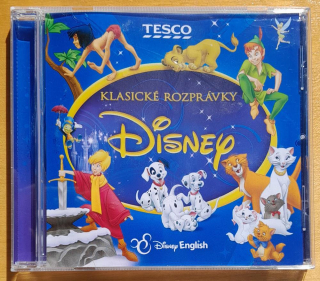 TESCO
KLASICKÉ ROZPRÁVKY
Disney
Disney English